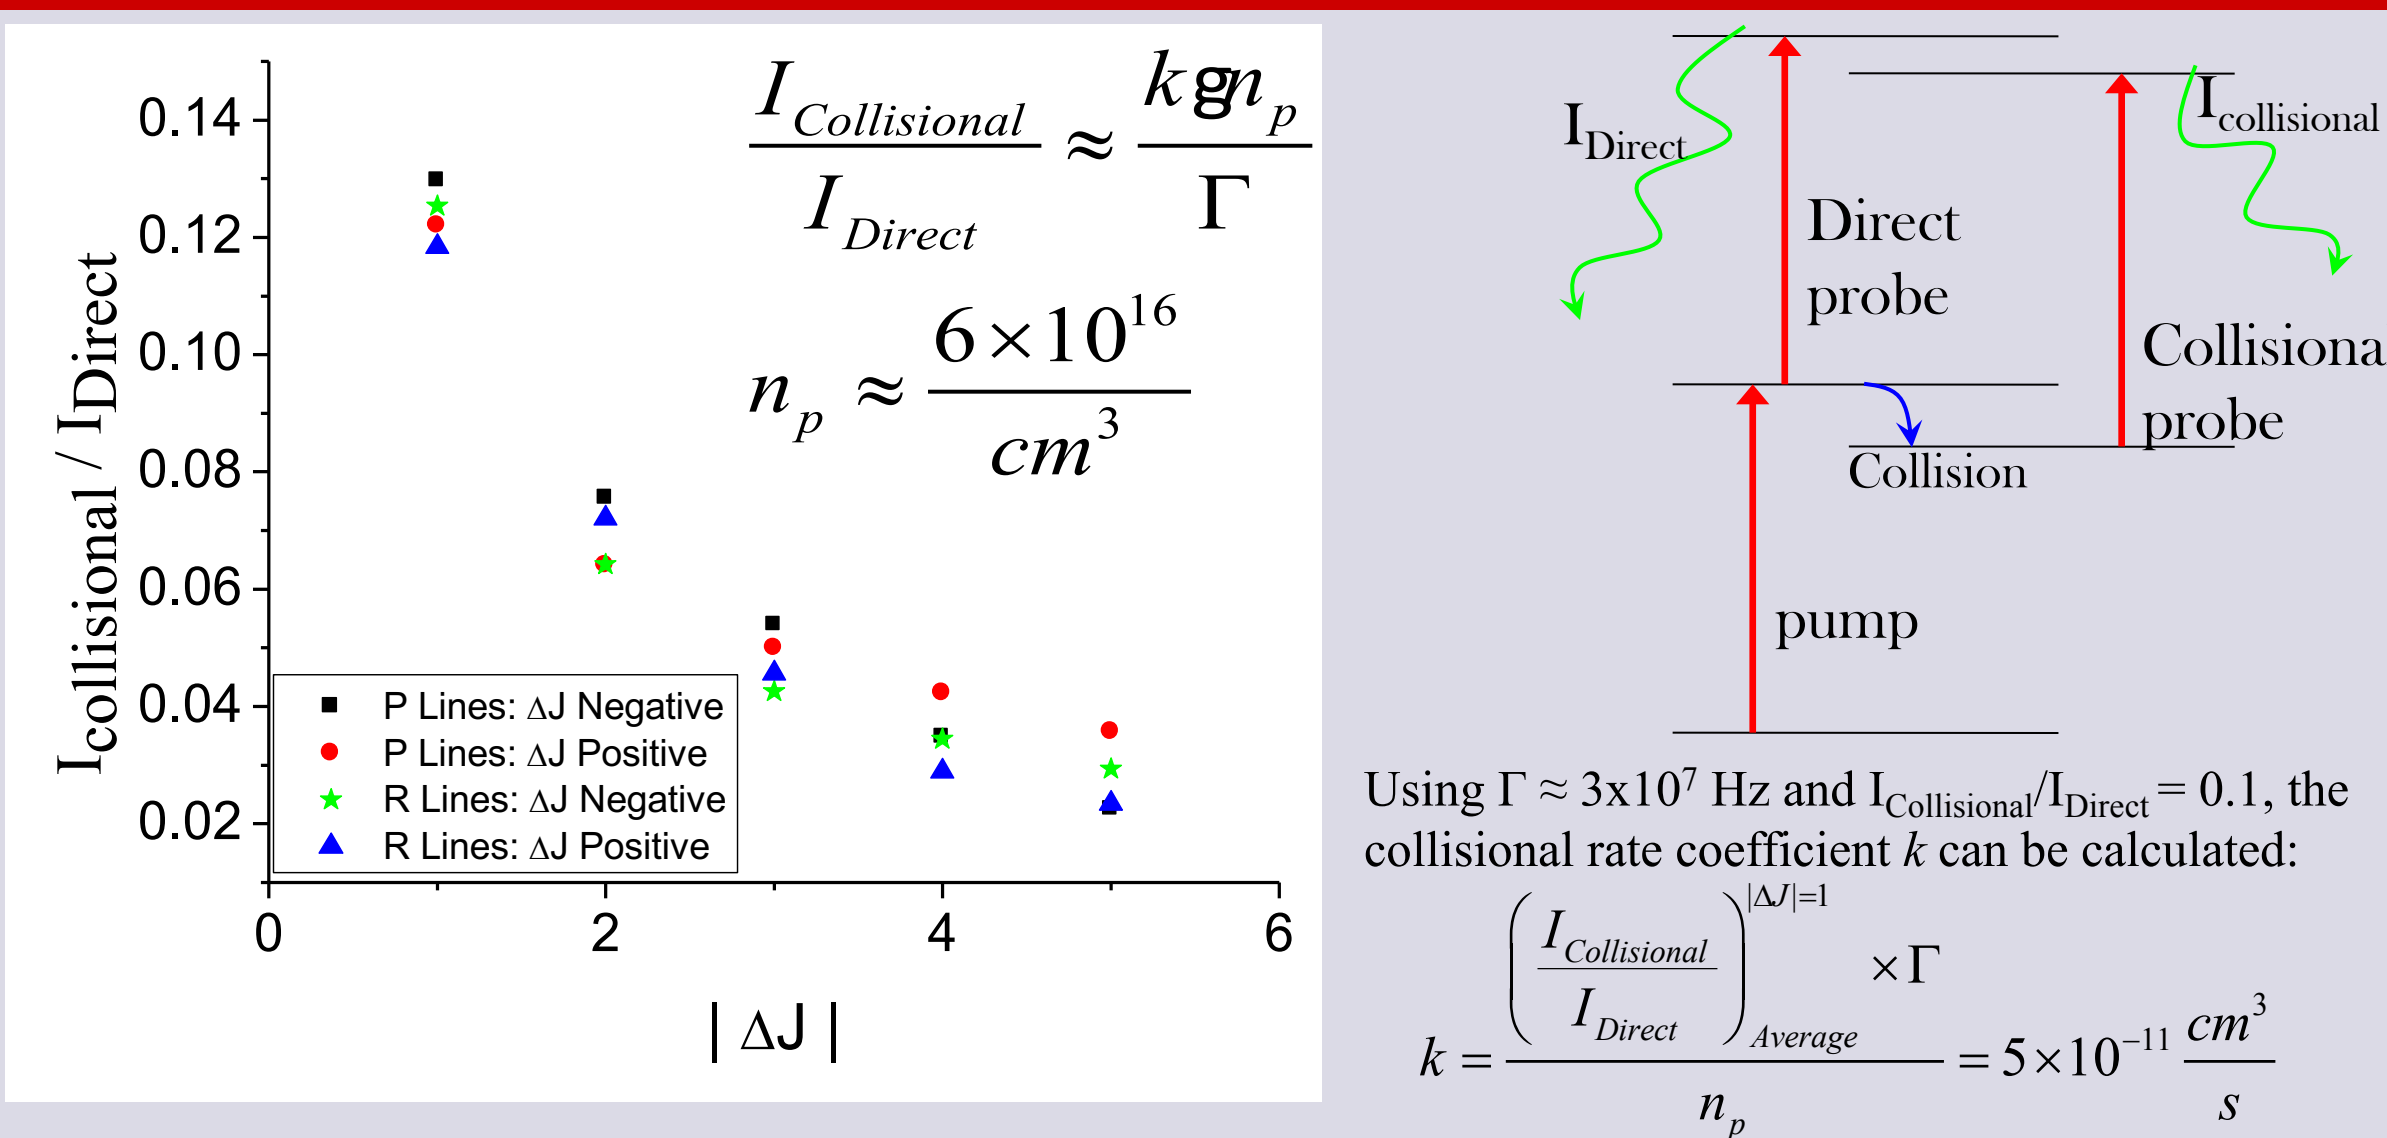 I_Collisional / I_Direct ≈ k g n_p / Γ
n_p ≈ 6×10^16 / cm^3
I_collisional / I_Direct
0.14
0.12
0.10
0.08
0.06
0.04
0.02
P Lines: ΔJ Negative
P Lines: ΔJ Positive
R Lines: ΔJ Negative
R Lines: ΔJ Positive
0 2 4 6
| ΔJ |
I_Direct
I_collisional
Direct
probe
Collisiona
probe
Collision
pump
Using Γ ≈ 3x10^7 Hz and I_Collisional/I_Direct = 0.1, the
collisional rate coefficient k can be calculated:
k = (I_Collisional / I_Direct)_Average^|ΔJ|=1 × Γ / n_p = 5×10^−11 cm^3 / s